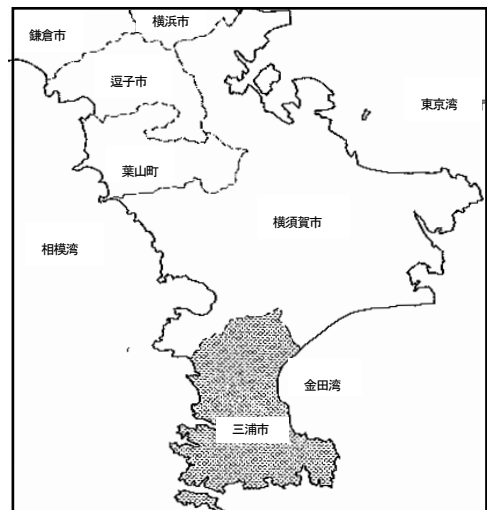 横浜市
鎌倉市
逗子市
東京湾
葉山町
横須賀市
相模湾
金田湾
三浦市